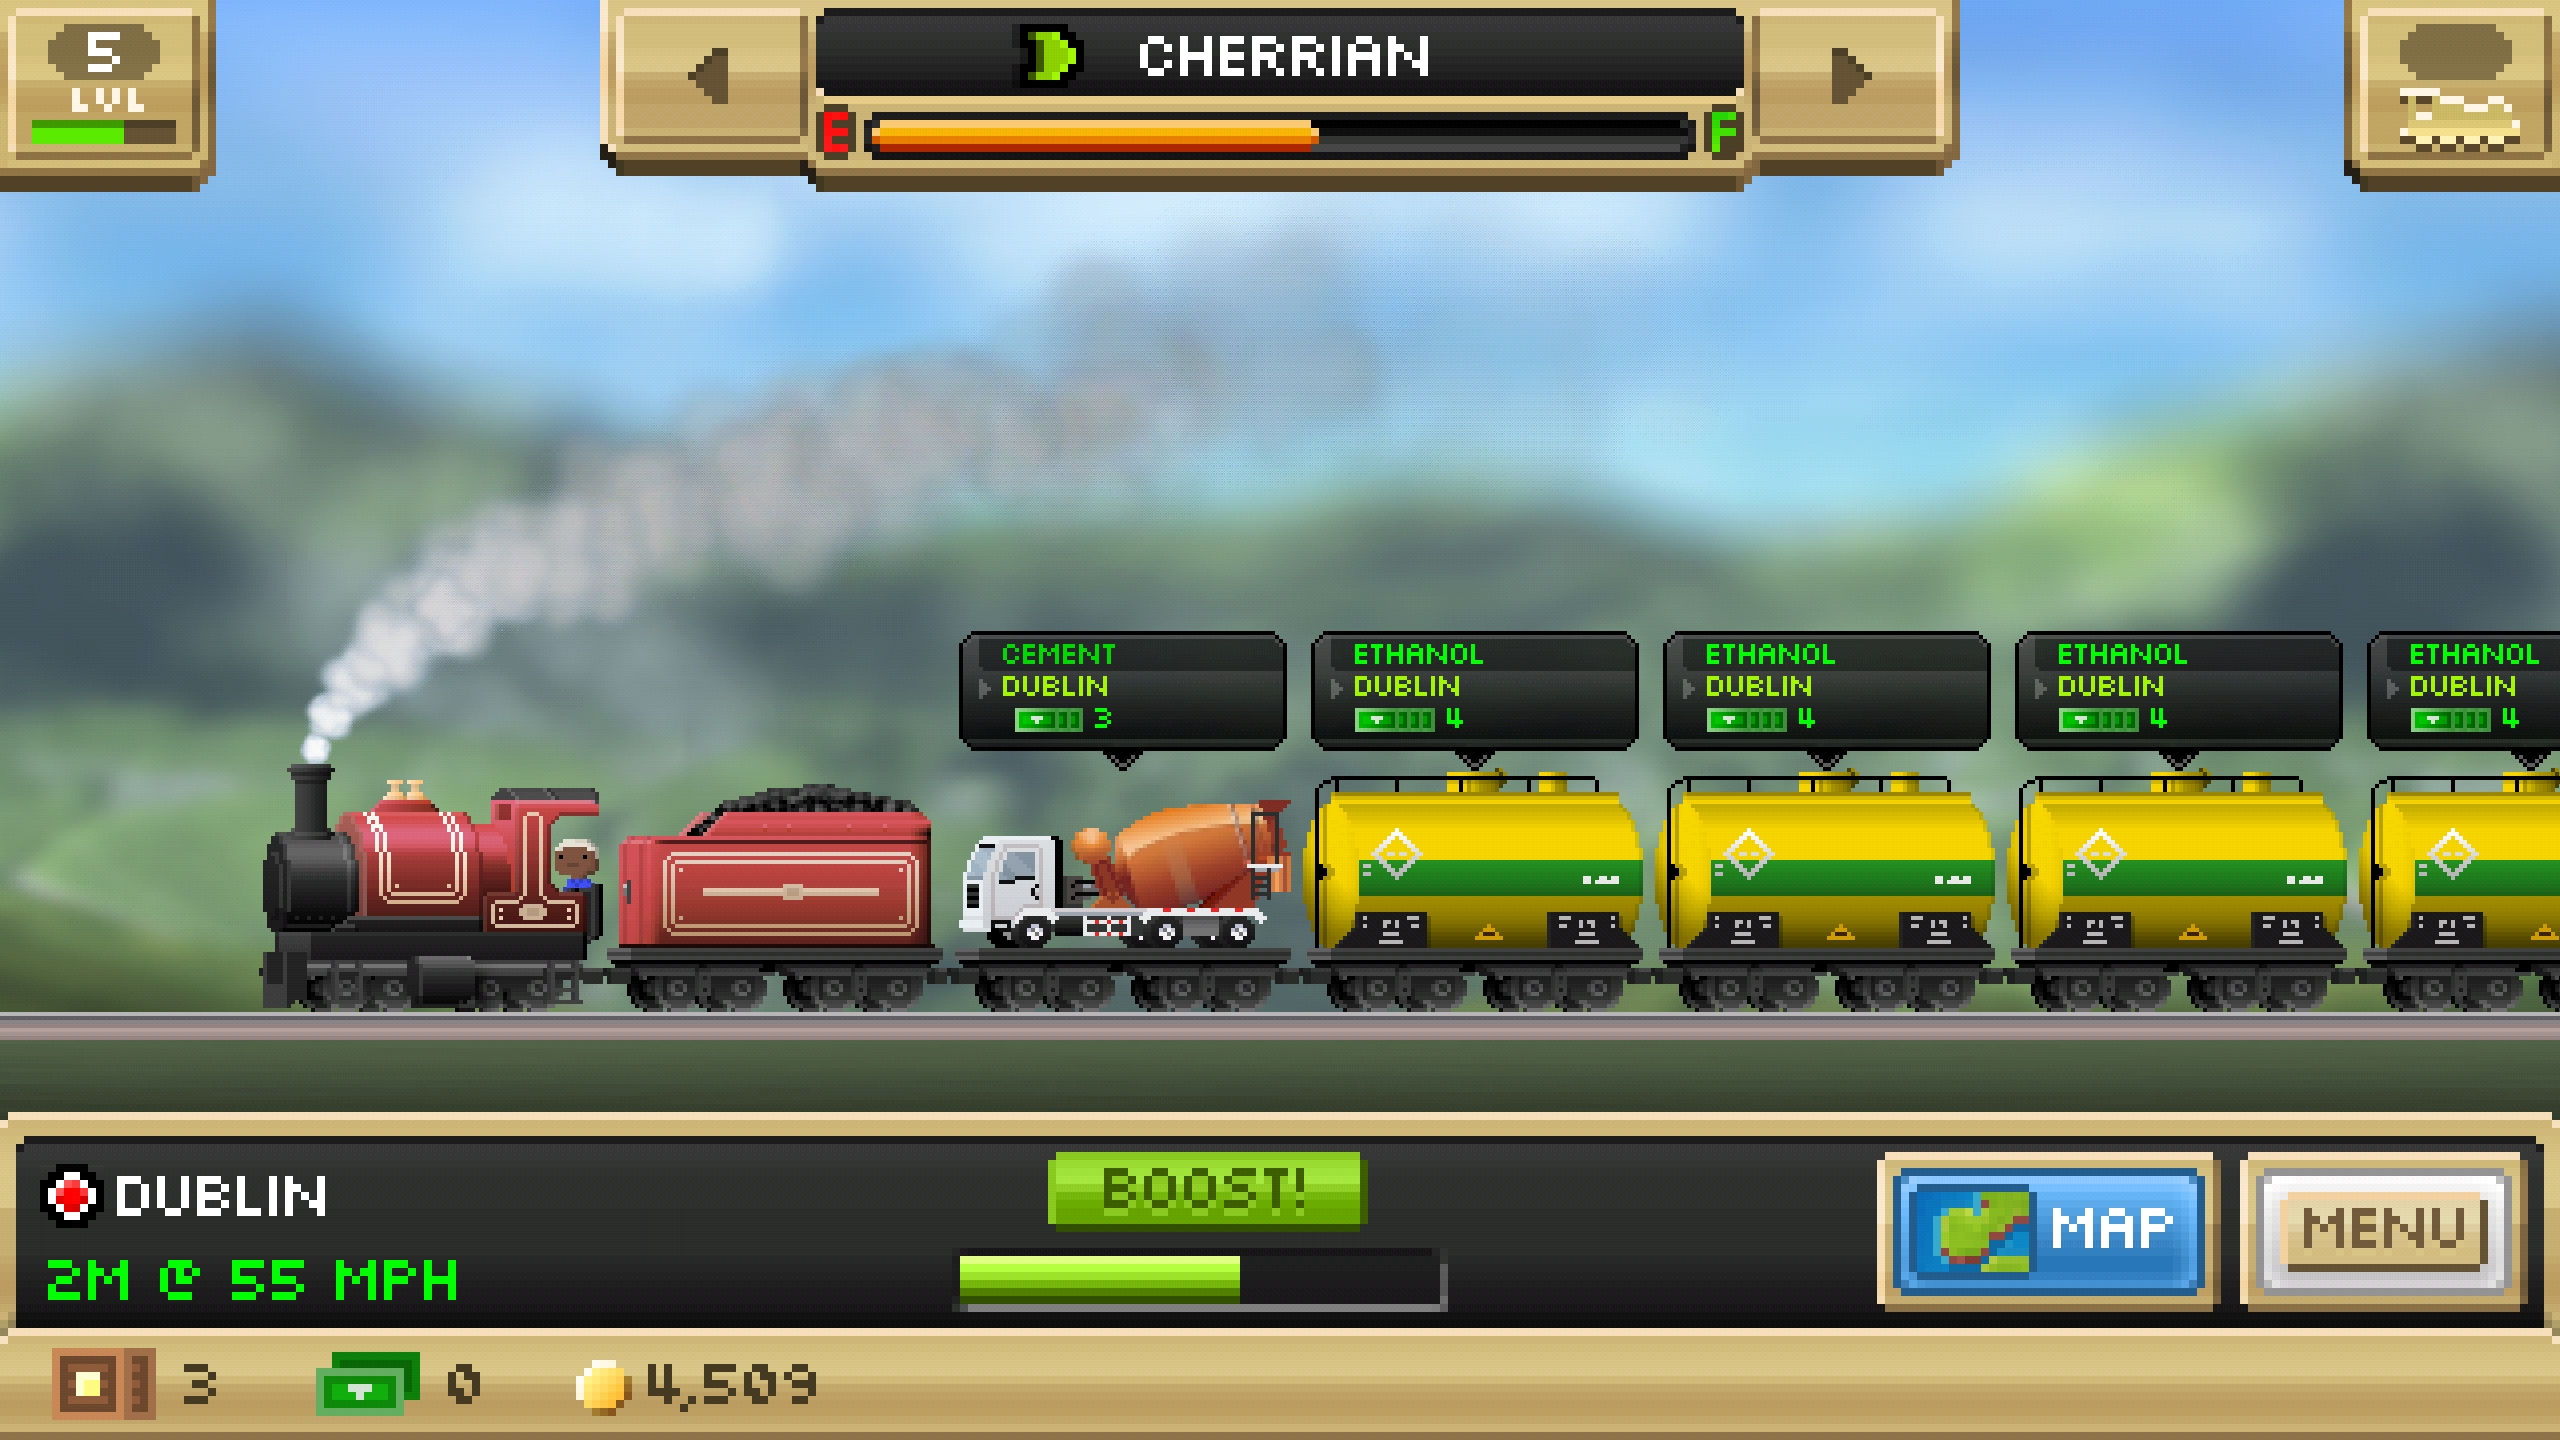 5
LVL
CHERRIAN
E F
CEMENT
DUBLIN
3
ETHANOL
DUBLIN
4
ETHANOL
DUBLIN
4
ETHANOL
DUBLIN
4
ETHANOL
DUBLIN
4
DUBLIN
2M @ 55 MPH
BOOST!
MAP
MENU
3
0
4,509